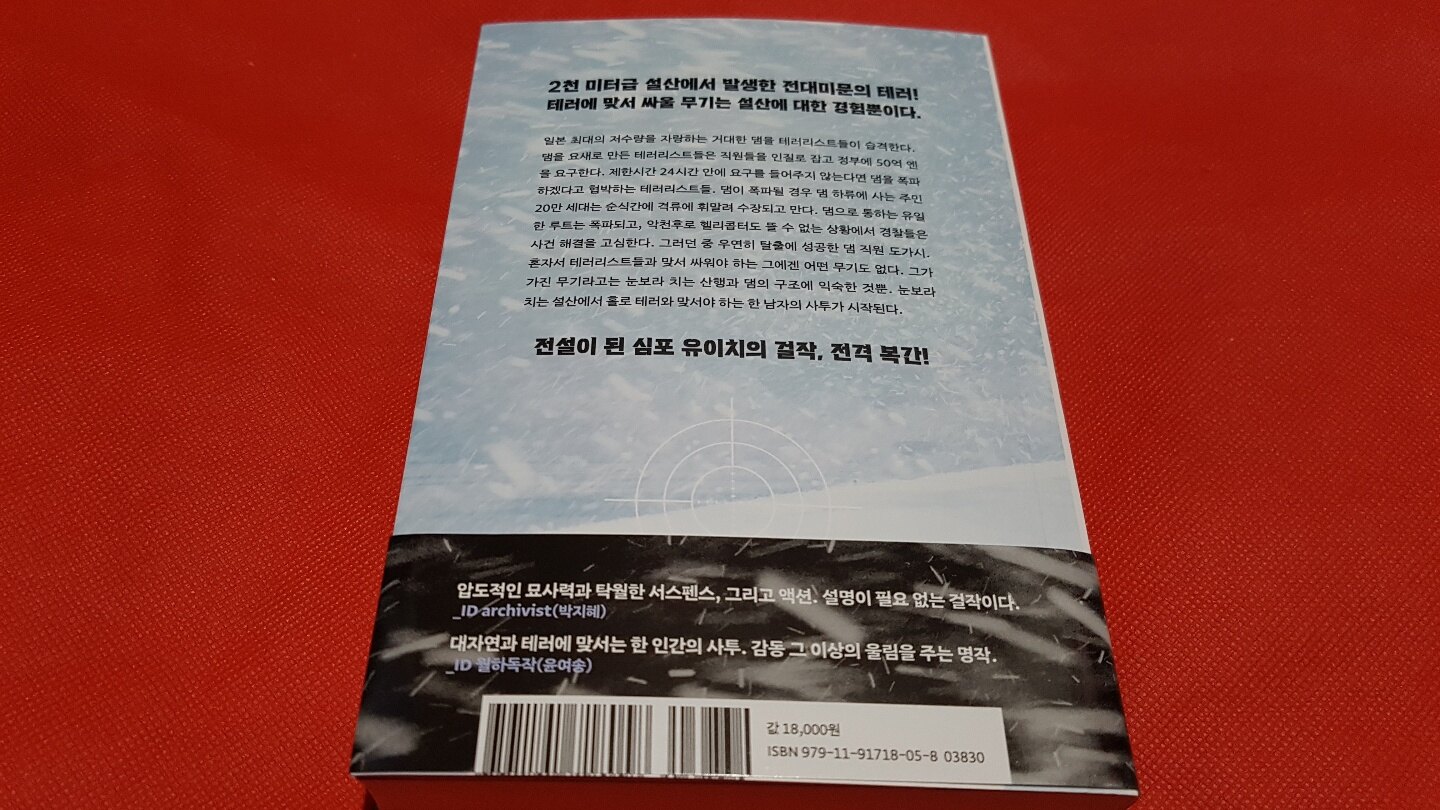 2천 미터급 설산에서 발생한 전대미문의 테러!
테러에 맞서 싸울 무기는 설산에 대한 경험뿐이다.
일본 최대의 저수량을 자랑하는 거대한 댐을 테러리스트들이 습격한다.
댐을 요새로 만든 테러리스트들은 직원들을 인질로 잡고 정부에 50억 엔
을 요구한다. 제한시간 24시간 안에 요구를 들어주지 않는다면 댐을 폭파
하겠다고 협박하는 테러리스트들. 댐이 폭파될 경우 댐 하류에 사는 주민
20만 세대는 순식간에 격류에 휘말려 수장되고 만다. 댐으로 통하는 유일
한 루트는 폭파되고, 악천후로 헬리콥터도 뜰 수 없는 상황에서 경찰들은
사건 해결을 고심한다. 그러던 중 우연히 탈출에 성공한 댐 직원 도가시.
혼자서 테러리스트들과 맞서 싸워야 하는 그에겐 어떤 무기도 없다. 그가
가진 무기라고는 눈보라 치는 산행과 댐의 구조에 익숙한 것뿐. 눈보라
치는 설산에서 홀로 테러와 맞서야 하는 한 남자의 사투가 시작된다.
전설이 된 심포 유이치의 걸작, 전격 복간!
압도적인 묘사력과 탁월한 서스펜스, 그리고 액션. 설명이 필요 없는 걸작이다.
_ID archivist(박지혜)
대자연과 테러에 맞서는 한 인간의 사투. 감동 그 이상의 울림을 주는 명작.
_ID 월하독작(윤여송)
값 18,000원
ISBN 979-11-91718-05-8 03830